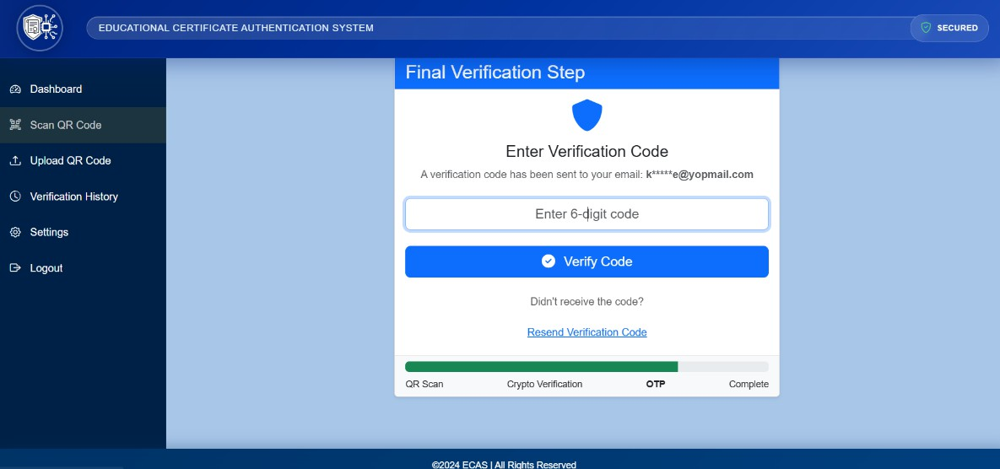 EDUCATIONAL CERTIFICATE AUTHENTICATION SYSTEM
SECURED
Dashboard
Scan QR Code
Upload QR Code
Verification History
Settings
Logout
Final Verification Step
Enter Verification Code
A verification code has been sent to your email: k*****e@yopmail.com
Enter 6-digit code
Verify Code
Didn't receive the code?
Resend Verification Code
QR Scan Crypto Verification OTP Complete
©2024 ECAS | All Rights Reserved